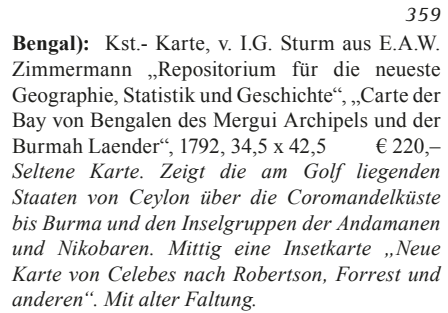 359
Bengal): Kst.- Karte, v. I.G. Sturm aus E.A.W.
Zimmermann „Repositorium für die neueste
Geographie, Statistik und Geschichte“, „Carte der
Bay von Bengalen des Mergui Archipels und der
Burmah Laender“, 1792, 34,5 x 42,5 € 220,–
Seltene Karte. Zeigt die am Golf liegenden
Staaten von Ceylon über die Coromandelküste
bis Burma und den Inselgruppen der Andamanen
und Nikobaren. Mittig eine Insetkarte „Neue
Karte von Celebes nach Robertson, Forrest und
anderen“. Mit alter Faltung.